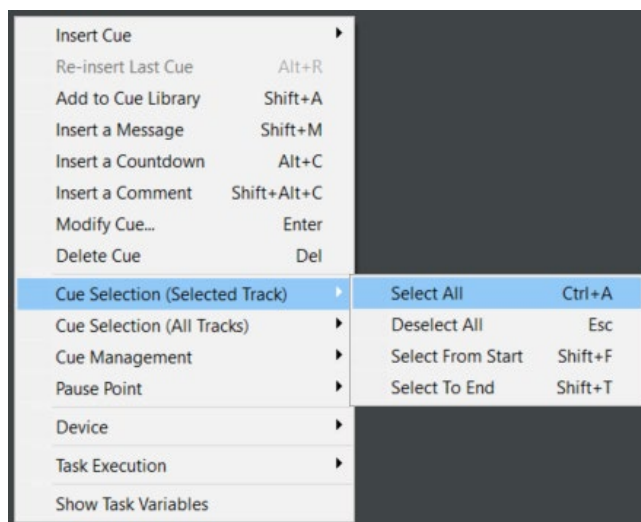 Insert Cue
Re-insert Last Cue Alt+R
Add to Cue Library Shift+A
Insert a Message Shift+M
Insert a Countdown Alt+C
Insert a Comment Shift+Alt+C
Modify Cue... Enter
Delete Cue Del
Cue Selection (Selected Track)
Select All Ctrl+A
Cue Selection (All Tracks)
Deselect All Esc
Cue Management
Select From Start Shift+F
Pause Point
Select To End Shift+T
Device
Task Execution
Show Task Variables